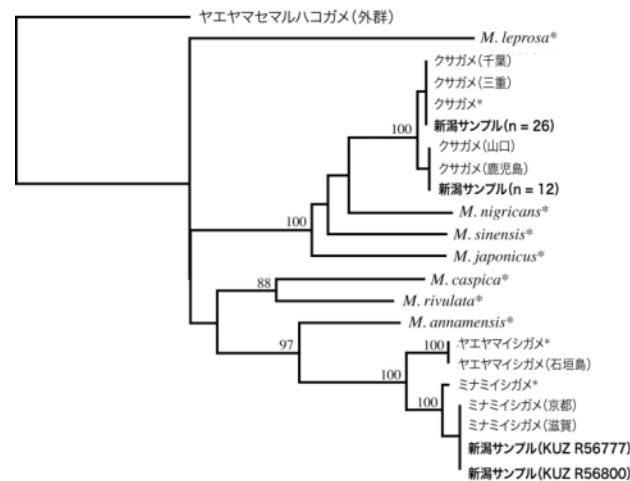 ヤエヤマセマルハコガメ(外群)
M. leprosa*
クサガメ(千葉)
クサガメ(三重)
クサガメ*
100
新潟サンプル(n = 26)
クサガメ(山口)
クサガメ(鹿児島)
新潟サンプル(n = 12)
M. nigricans*
100
M. sinensis*
M. japonicus*
M. caspica*
88
M. rivulata*
M. annamensis*
97
100
ヤエヤマイシガメ*
ヤエヤマイシガメ(石垣島)
100
ミナミイシガメ*
100
ミナミイシガメ(京都)
ミナミイシガメ(滋賀)
新潟サンプル(KUZ R56777)
新潟サンプル(KUZ R56800)